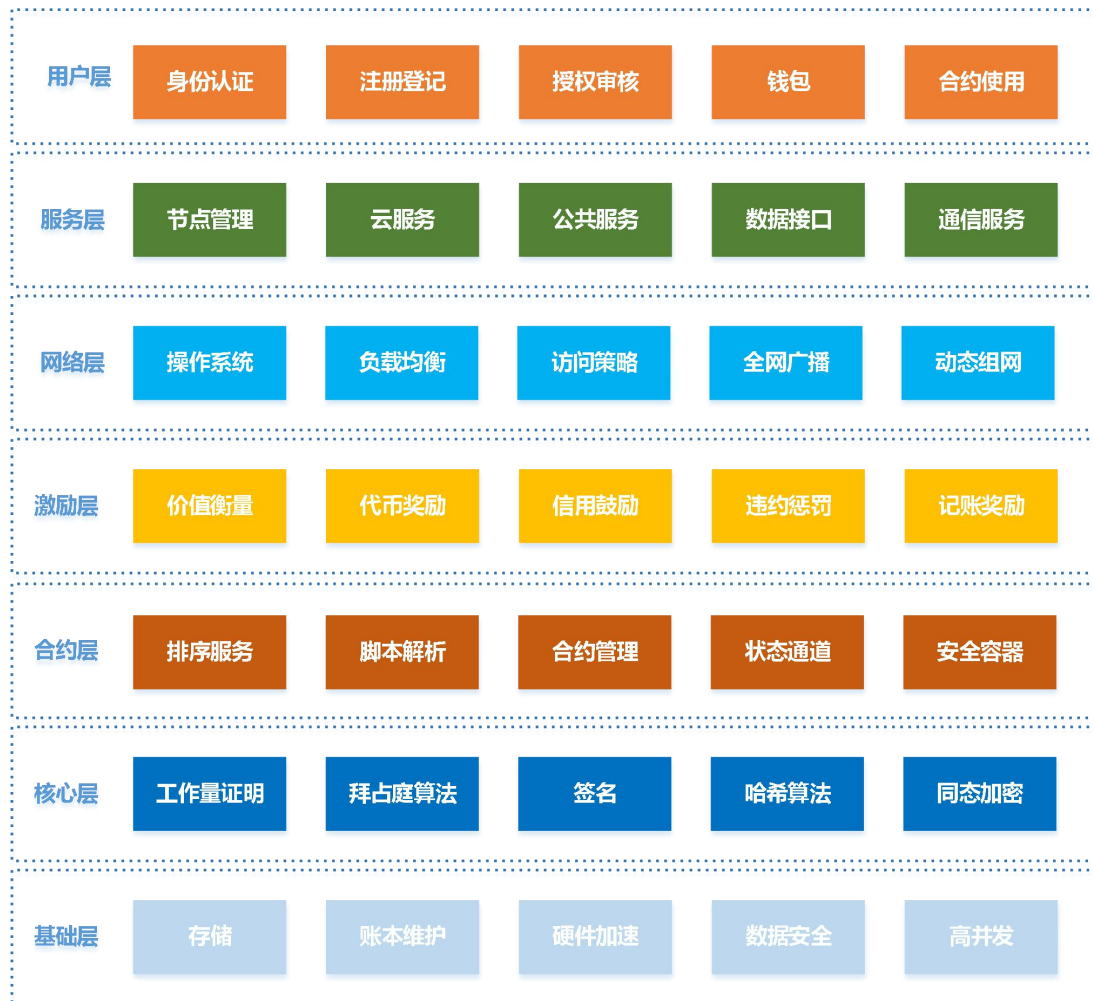 用户层 身份认证 注册登记 授权审核 钱包 合约使用
服务层 节点管理 云服务 公共服务 数据接口 通信服务
网络层 操作系统 负载均衡 访问策略 全网广播 动态组网
激励层 价值衡量 代币奖励 信用鼓励 违约惩罚 记账奖励
合约层 排序服务 脚本解析 合约管理 状态通道 安全容器
核心层 工作量证明 拜占庭算法 签名 哈希算法 同态加密
基础层 存储 账本维护 硬件加速 数据安全 高并发